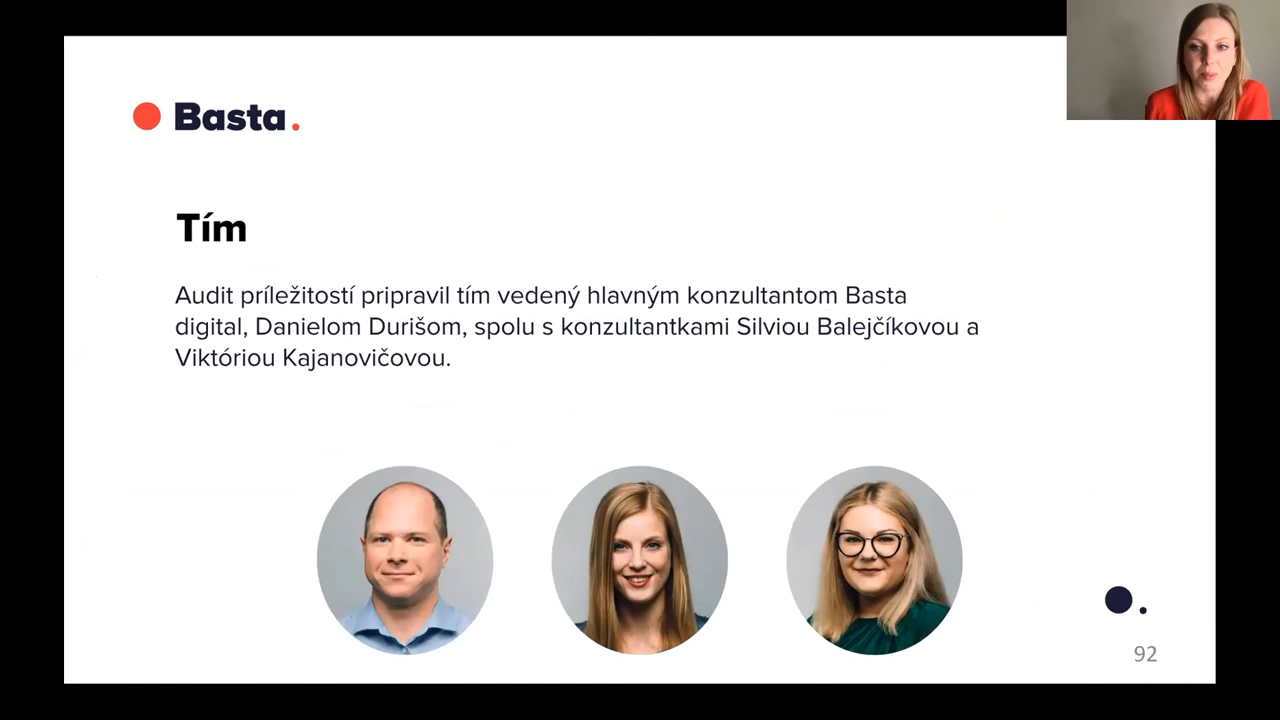 Basta.
Tím
Audit príležitostí pripravil tím vedený hlavným konzultantom Basta
digital, Danielom Durišom, spolu s konzultantkami Silviou Balejčíkovou a
Viktóriou Kajanovičovou.
92